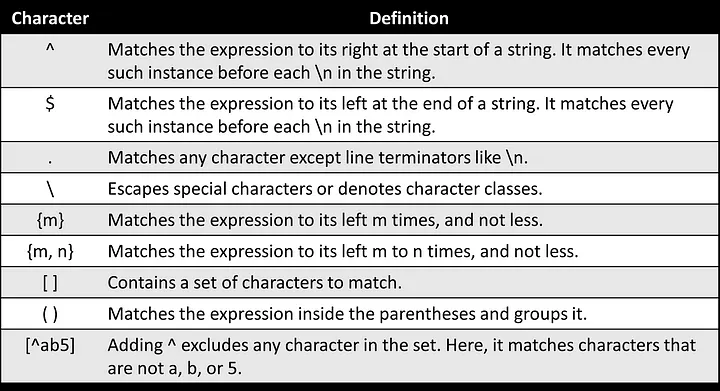 Character Definition
^ Matches the expression to its right at the start of a string. It matches every
such instance before each \n in the string.
$ Matches the expression to its left at the end of a string. It matches every
such instance before each \n in the string.
. Matches any character except line terminators like \n.
\ Escapes special characters or denotes character classes.
{m} Matches the expression to its left m times, and not less.
{m, n} Matches the expression to its left m to n times, and not less.
[ ] Contains a set of characters to match.
( ) Matches the expression inside the parentheses and groups it.
[^ab5] Adding ^ excludes any character in the set. Here, it matches characters that
are not a, b, or 5.